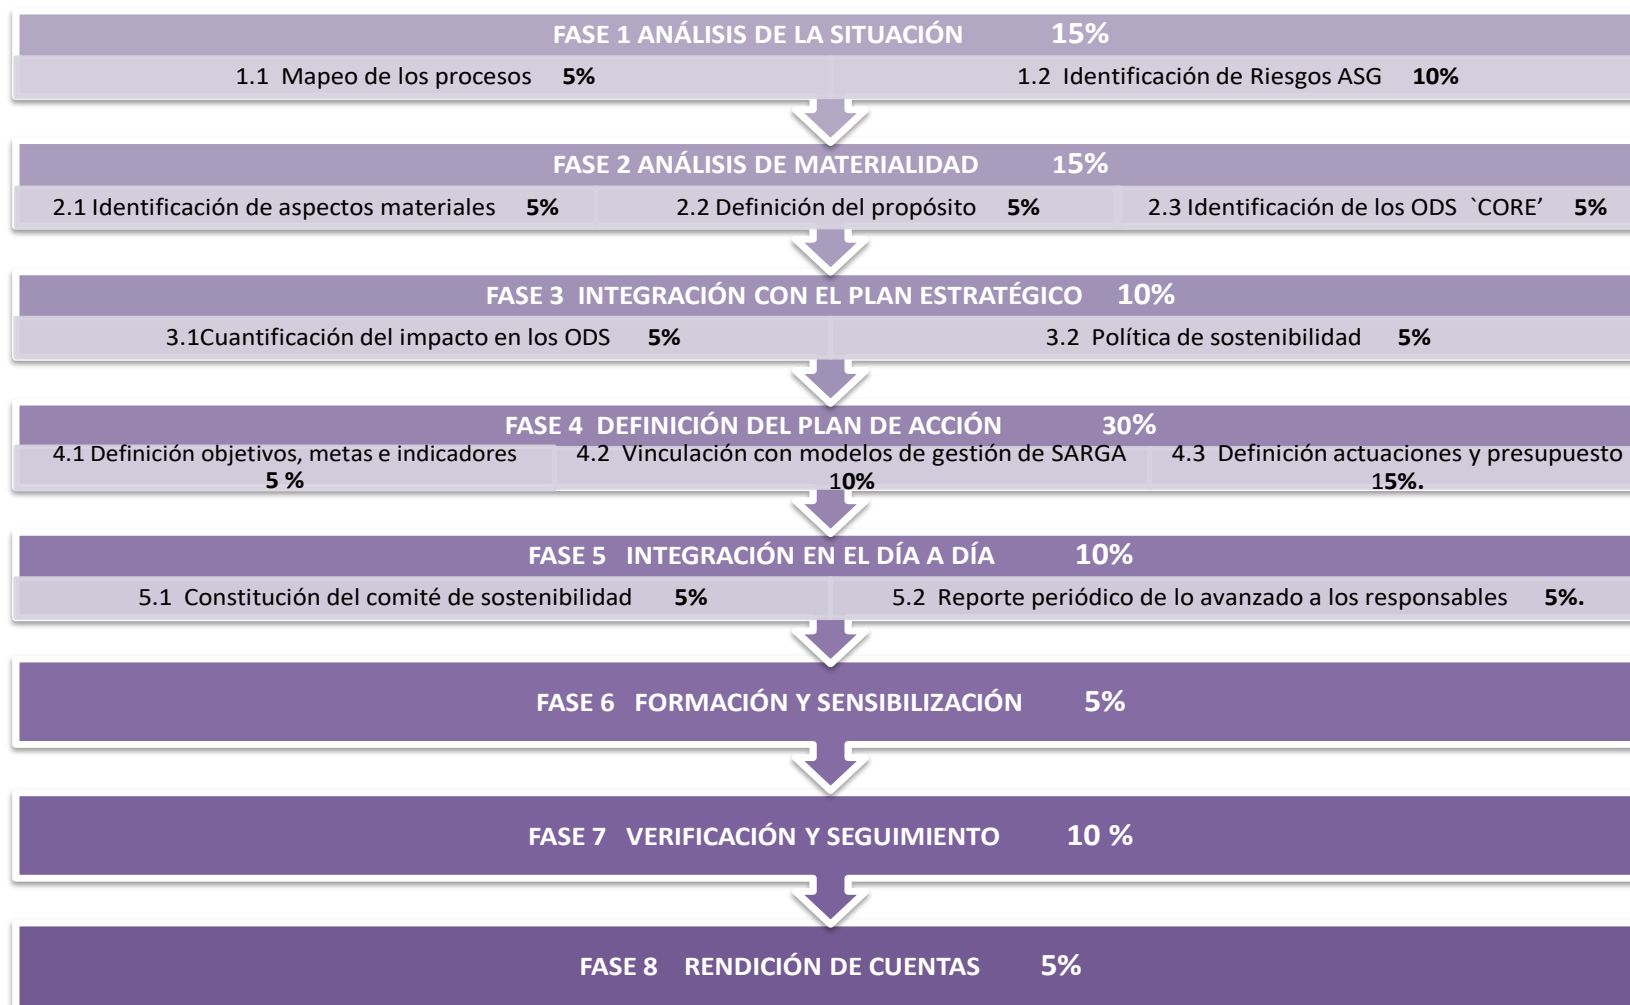 FASE 1 ANÁLISIS DE LA SITUACIÓN 15%
1.1 Mapeo de los procesos 5%
1.2 Identificación de Riesgos ASG 10%
FASE 2 ANÁLISIS DE MATERIALIDAD 15%
2.1 Identificación de aspectos materiales 5%
2.2 Definición del propósito 5%
2.3 Identificación de los ODS `CORE’ 5%
FASE 3 INTEGRACIÓN CON EL PLAN ESTRATÉGICO 10%
3.1Cuantificación del impacto en los ODS 5%
3.2 Política de sostenibilidad 5%
FASE 4 DEFINICIÓN DEL PLAN DE ACCIÓN 30%
4.1 Definición objetivos, metas e indicadores
5 %
4.2 Vinculación con modelos de gestión de SARGA
10%
4.3 Definición actuaciones y presupuesto
15%.
FASE 5 INTEGRACIÓN EN EL DÍA A DÍA 10%
5.1 Constitución del comité de sostenibilidad 5%
5.2 Reporte periódico de lo avanzado a los responsables 5%.
FASE 6 FORMACIÓN Y SENSIBILIZACIÓN 5%
FASE 7 VERIFICACIÓN Y SEGUIMIENTO 10 %
FASE 8 RENDICIÓN DE CUENTAS 5%